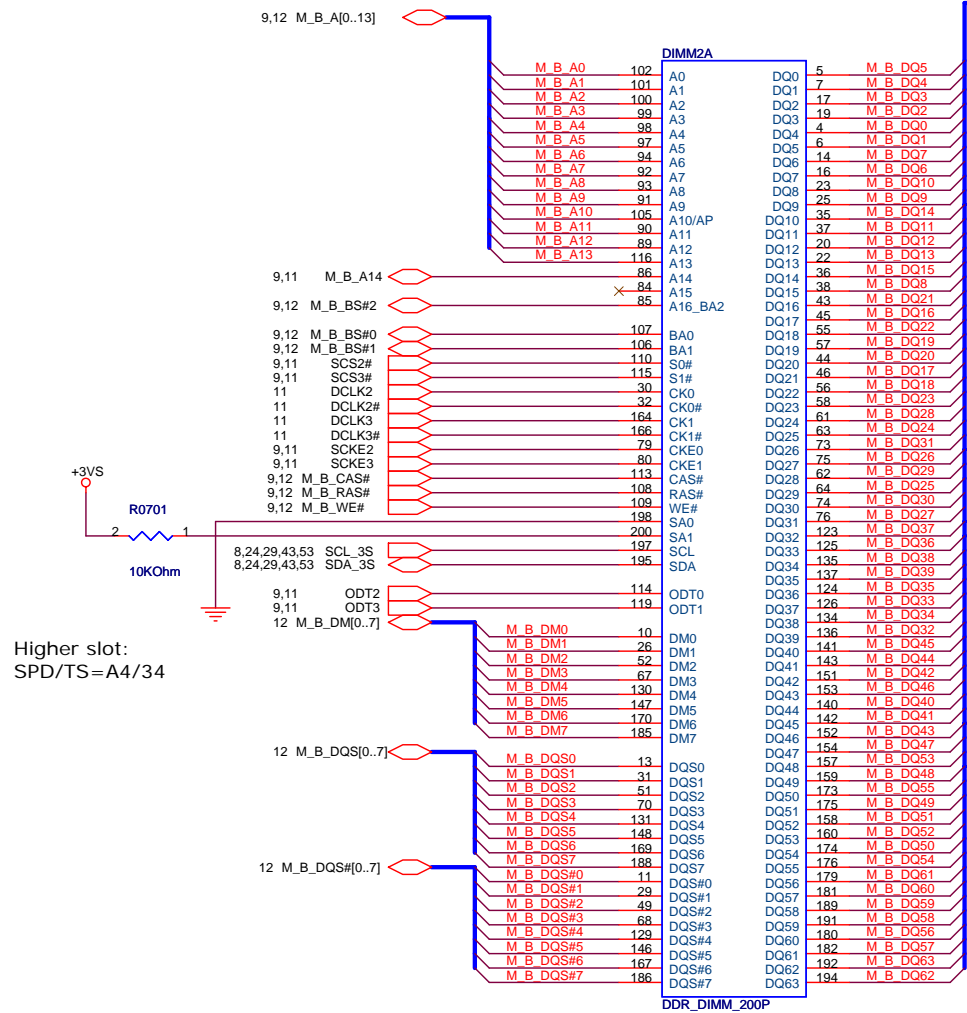 9,12 M_B_A[0..13]
DIMM2A
M_B_A0 102 A0
M_B_A1 101 A1
M_B_A2 100 A2
M_B_A3 99 A3
M_B_A4 98 A4
M_B_A5 97 A5
M_B_A6 94 A6
M_B_A7 92 A7
M_B_A8 93 A8
M_B_A9 91 A9
M_B_A10 105 A10/AP
M_B_A11 90 A11
M_B_A12 89 A12
M_B_A13 116 A13
9,11 M_B_A14 86 A14
84 A15
9,12 M_B_BS#2 85 A16_BA2
9,12 M_B_BS#0 107 BA0
9,12 M_B_BS#1 106 BA1
9,11 SCS2# 110 S0#
9,11 SCS3# 115 S1#
11 DCLK2 30 CK0
11 DCLK2# 32 CK0#
11 DCLK3 164 CK1
11 DCLK3# 166 CK1#
9,11 SCKE2 79 CKE0
9,11 SCKE3 80 CKE1
9,12 M_B_CAS# 113 CAS#
9,12 M_B_RAS# 108 RAS#
9,12 M_B_WE# 109 WE#
198 SA0
+3VS
R0701
2 1 200 SA1
10KOhm
8,24,29,43,53 SCL_3S 197 SCL
8,24,29,43,53 SDA_3S 195 SDA
9,11 ODT2 114 ODT0
9,11 ODT3 119 ODT1
12 M_B_DM[0..7]
Higher slot:
SPD/TS=A4/34
M_B_DM0 10 DM0
M_B_DM1 26 DM1
M_B_DM2 52 DM2
M_B_DM3 67 DM3
M_B_DM4 130 DM4
M_B_DM5 147 DM5
M_B_DM6 170 DM6
M_B_DM7 185 DM7
12 M_B_DQS[0..7]
M_B_DQS0 13 DQS0
M_B_DQS1 31 DQS1
M_B_DQS2 51 DQS2
M_B_DQS3 70 DQS3
M_B_DQS4 131 DQS4
M_B_DQS5 148 DQS5
M_B_DQS6 169 DQS6
M_B_DQS7 188 DQS7
12 M_B_DQS#[0..7]
M_B_DQS#0 11 DQS#0
M_B_DQS#1 29 DQS#1
M_B_DQS#2 49 DQS#2
M_B_DQS#3 68 DQS#3
M_B_DQS#4 129 DQS#4
M_B_DQS#5 146 DQS#5
M_B_DQS#6 167 DQS#6
M_B_DQS#7 186 DQS#7
DQ0 5 M_B_DQ5
DQ1 7 M_B_DQ4
DQ2 17 M_B_DQ3
DQ3 19 M_B_DQ2
DQ4 4 M_B_DQ0
DQ5 6 M_B_DQ1
DQ6 14 M_B_DQ7
DQ7 16 M_B_DQ6
DQ8 23 M_B_DQ10
DQ9 25 M_B_DQ9
DQ10 35 M_B_DQ14
DQ11 37 M_B_DQ11
DQ12 20 M_B_DQ12
DQ13 22 M_B_DQ13
DQ14 36 M_B_DQ15
DQ15 38 M_B_DQ8
DQ16 43 M_B_DQ21
DQ17 45 M_B_DQ16
DQ18 55 M_B_DQ22
DQ19 57 M_B_DQ19
DQ20 44 M_B_DQ20
DQ21 46 M_B_DQ17
DQ22 56 M_B_DQ18
DQ23 58 M_B_DQ23
DQ24 61 M_B_DQ28
DQ25 63 M_B_DQ24
DQ26 73 M_B_DQ31
DQ27 75 M_B_DQ26
DQ28 62 M_B_DQ29
DQ29 64 M_B_DQ25
DQ30 74 M_B_DQ30
DQ31 76 M_B_DQ27
DQ32 123 M_B_DQ37
DQ33 125 M_B_DQ36
DQ34 135 M_B_DQ38
DQ35 137 M_B_DQ39
DQ36 124 M_B_DQ35
DQ37 126 M_B_DQ33
DQ38 134 M_B_DQ34
DQ39 136 M_B_DQ32
DQ40 141 M_B_DQ45
DQ41 143 M_B_DQ44
DQ42 151 M_B_DQ42
DQ43 153 M_B_DQ46
DQ44 140 M_B_DQ40
DQ45 142 M_B_DQ41
DQ46 152 M_B_DQ43
DQ47 154 M_B_DQ47
DQ48 157 M_B_DQ53
DQ49 159 M_B_DQ48
DQ50 173 M_B_DQ55
DQ51 175 M_B_DQ49
DQ52 158 M_B_DQ51
DQ53 160 M_B_DQ52
DQ54 174 M_B_DQ50
DQ55 176 M_B_DQ54
DQ56 179 M_B_DQ61
DQ57 181 M_B_DQ60
DQ58 189 M_B_DQ59
DQ59 191 M_B_DQ58
DQ60 180 M_B_DQ56
DQ61 182 M_B_DQ57
DQ62 192 M_B_DQ63
DQ63 194 M_B_DQ62
DDR_DIMM_200P